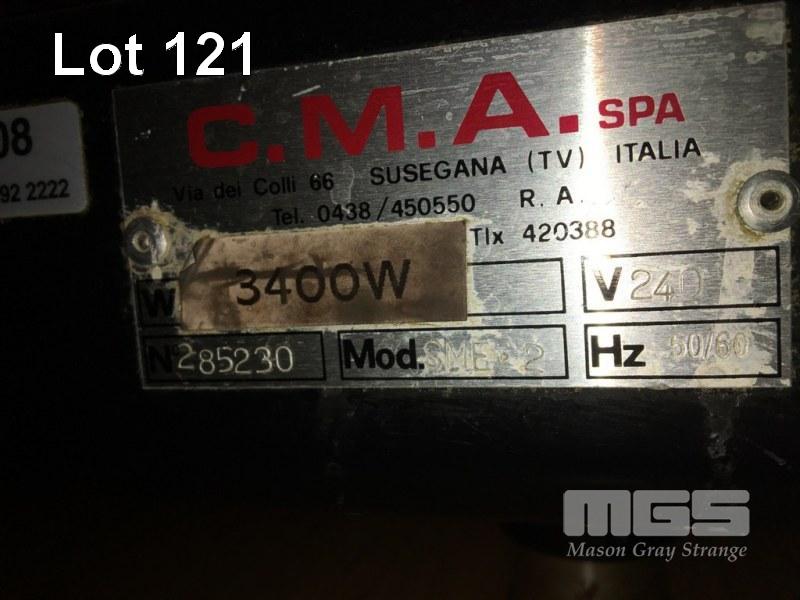 Lot 121
08
92 2222
C.M.A. SPA
Via dei Colli 66 SUSEGANA (TV) ITALIA
Tel. 0438/450550 R. A.
Tlx 420388
W 3400W
V 240
N° 285230
Mod. SME-2
Hz 50/60
MGS
Mason Gray Strange